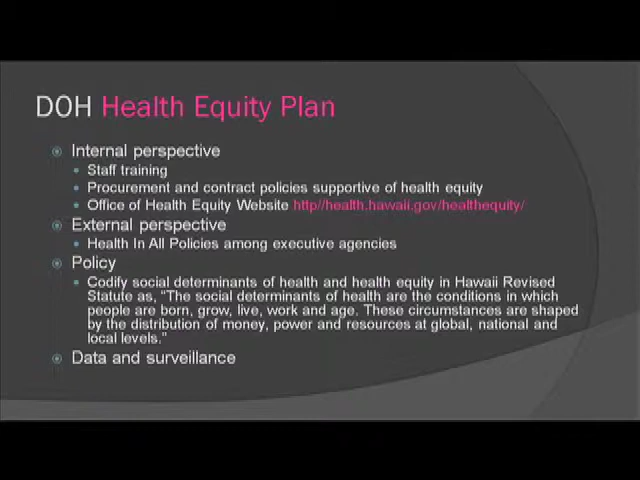 DOH Health Equity Plan
Internal perspective
Staff training
Procurement and contract policies supportive of health equity
Office of Health Equity Website http//health.hawaii.gov/healthequity/
External perspective
Health In All Policies among executive agencies
Policy
Codify social determinants of health and health equity in Hawaii Revised
Statute as, "The social determinants of health are the conditions in which
people are born, grow, live, work and age. These circumstances are shaped
by the distribution of money, power and resources at global, national and
local levels."
Data and surveillance